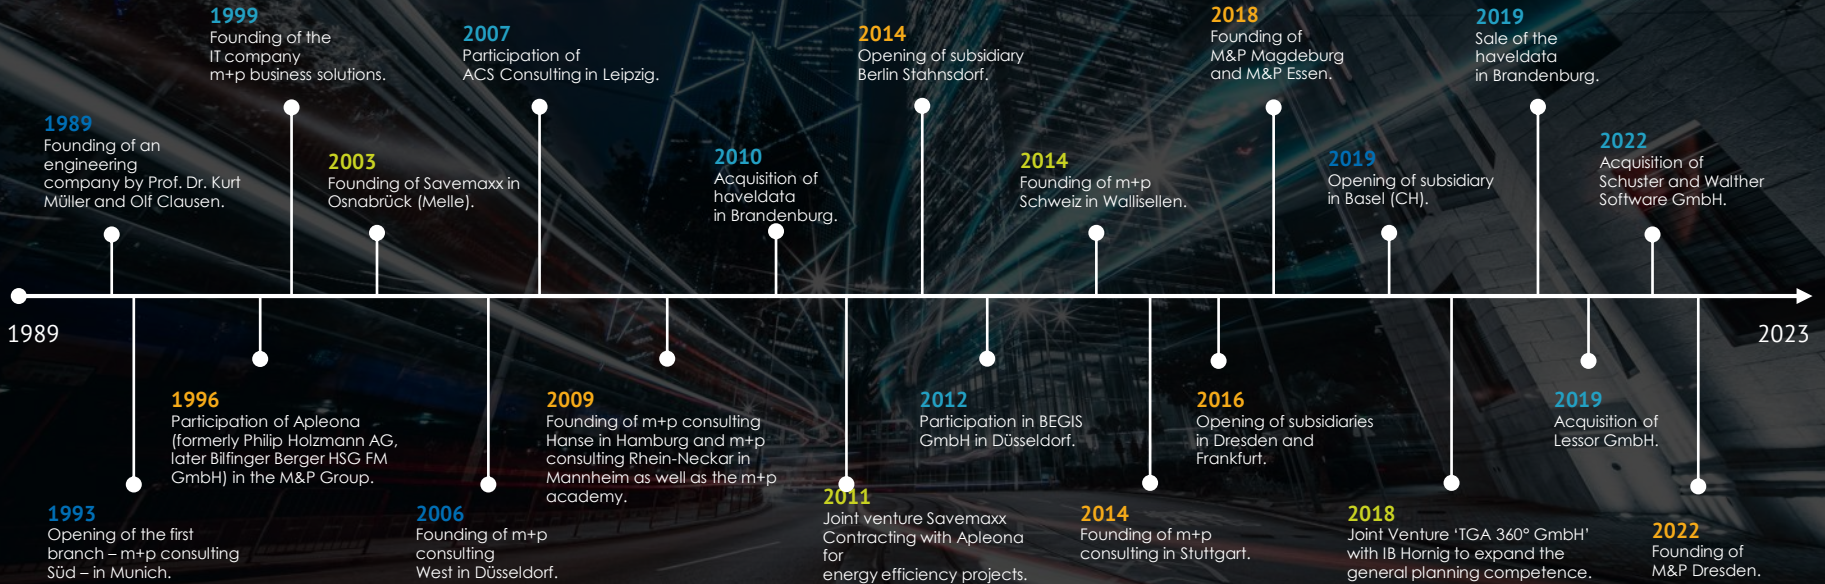 1999
Founding of the
IT company
m+p business solutions.
2007
Participation of
ACS Consulting in Leipzig.
2014
Opening of subsidiary
Berlin Stahnsdorf.
2018
Founding of
M&P Magdeburg
and M&P Essen.
2019
Sale of the
haveldata
in Brandenburg.
1989
Founding of an
engineering
company by Prof. Dr. Kurt
Müller and Olf Clausen.
2003
Founding of Savemaxx in
Osnabrück (Melle).
2010
Acquisition of
haveldata
in Brandenburg.
2014
Founding of m+p
Schweiz in Wallisellen.
2019
Opening of subsidiary
in Basel (CH).
2022
Acquisition of
Schuster and Walther
Software GmbH.
1989
2023
1996
Participation of Apleona
(formerly Philip Holzmann AG,
later Bilfinger Berger HSG FM
GmbH) in the M&P Group.
2009
Founding of m+p consulting
Hanse in Hamburg and m+p
consulting Rhein-Neckar in
Mannheim as well as the m+p
academy.
2012
Participation in BEGIS
GmbH in Düsseldorf.
2016
Opening of subsidiaries
in Dresden and
Frankfurt.
2019
Acquisition of
Lessor GmbH.
1993
Opening of the first
branch – m+p consulting
Süd – in Munich.
2006
Founding of m+p
consulting
West in Düsseldorf.
2011
Joint venture Savemaxx
Contracting with Apleona
for
energy efficiency projects.
2014
Founding of m+p
consulting in Stuttgart.
2018
Joint Venture ‘TGA 360° GmbH’
with IB Hornig to expand the
general planning competence.
2022
Founding of
M&P Dresden.